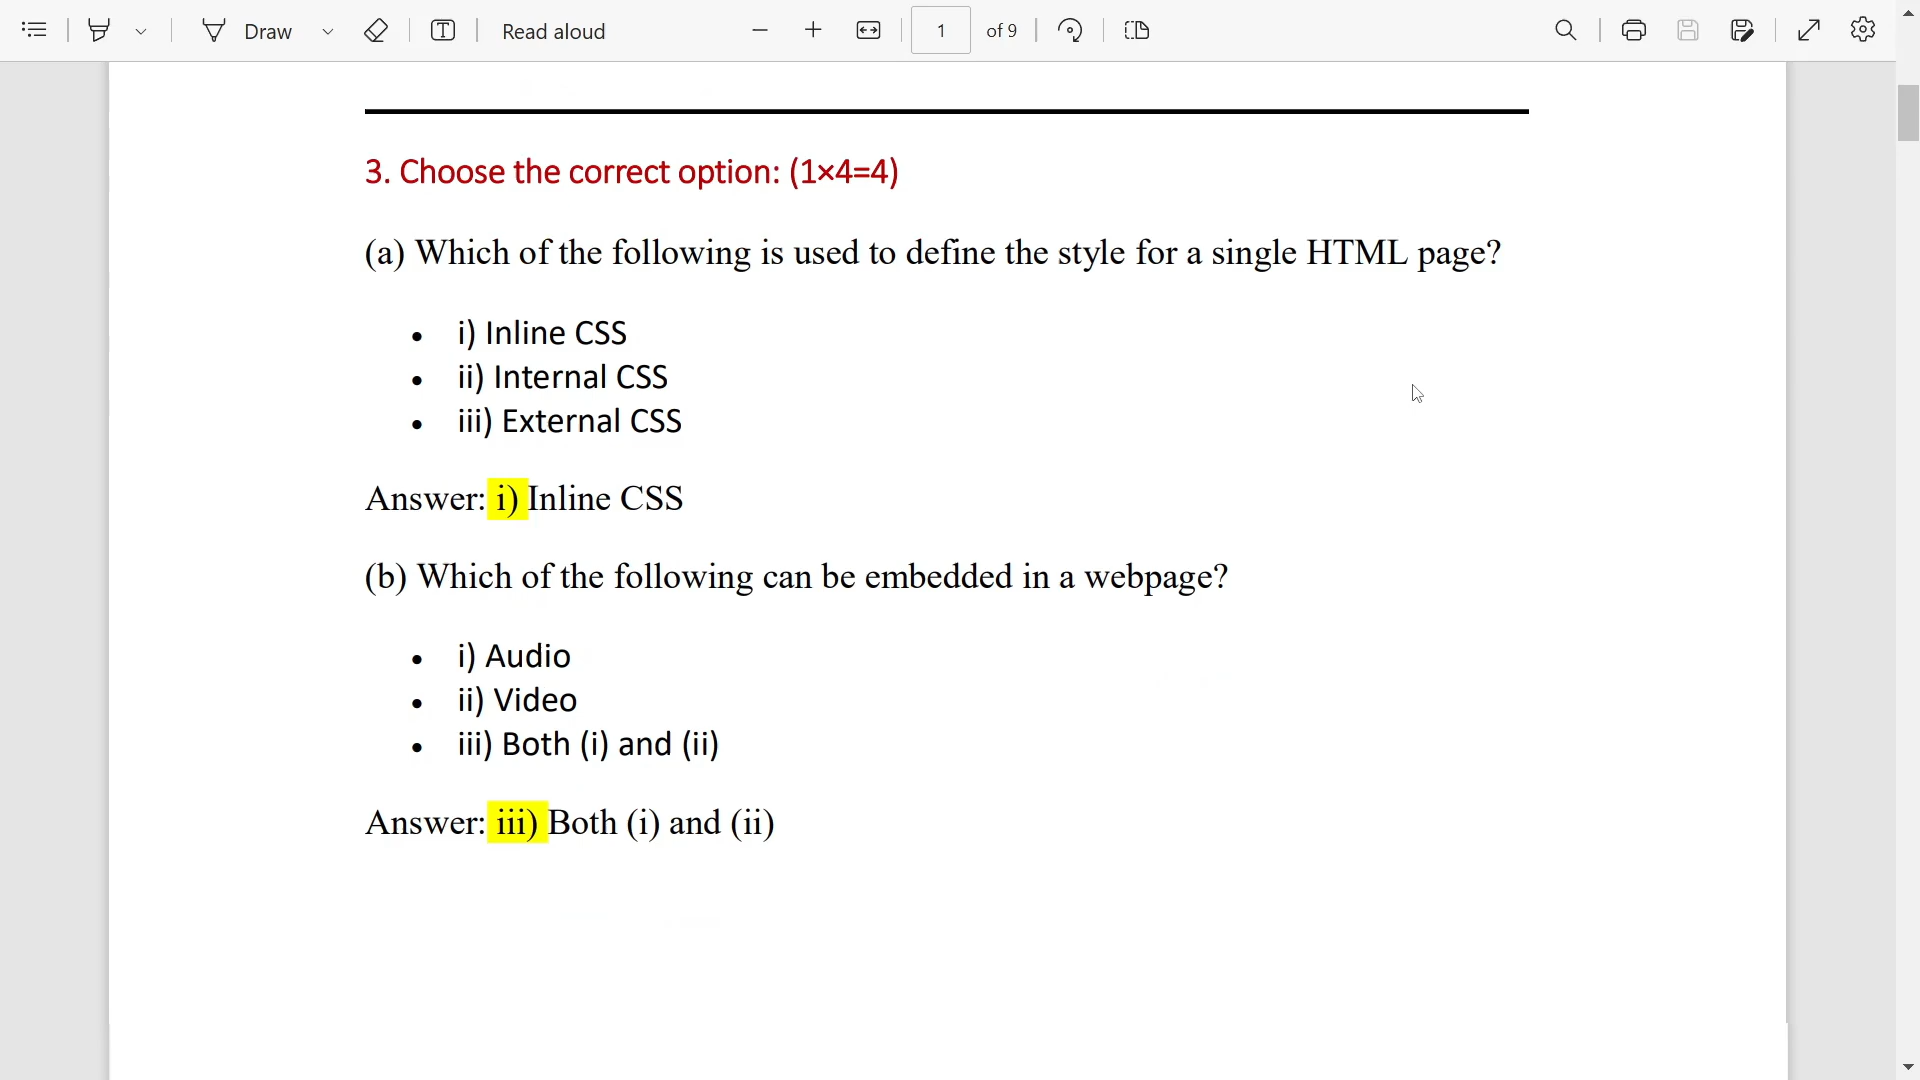 Draw
Read aloud
1 of 9
3. Choose the correct option: (1×4=4)
(a) Which of the following is used to define the style for a single HTML page?
• i) Inline CSS
• ii) Internal CSS
• iii) External CSS
Answer: i) Inline CSS
(b) Which of the following can be embedded in a webpage?
• i) Audio
• ii) Video
• iii) Both (i) and (ii)
Answer: iii) Both (i) and (ii)